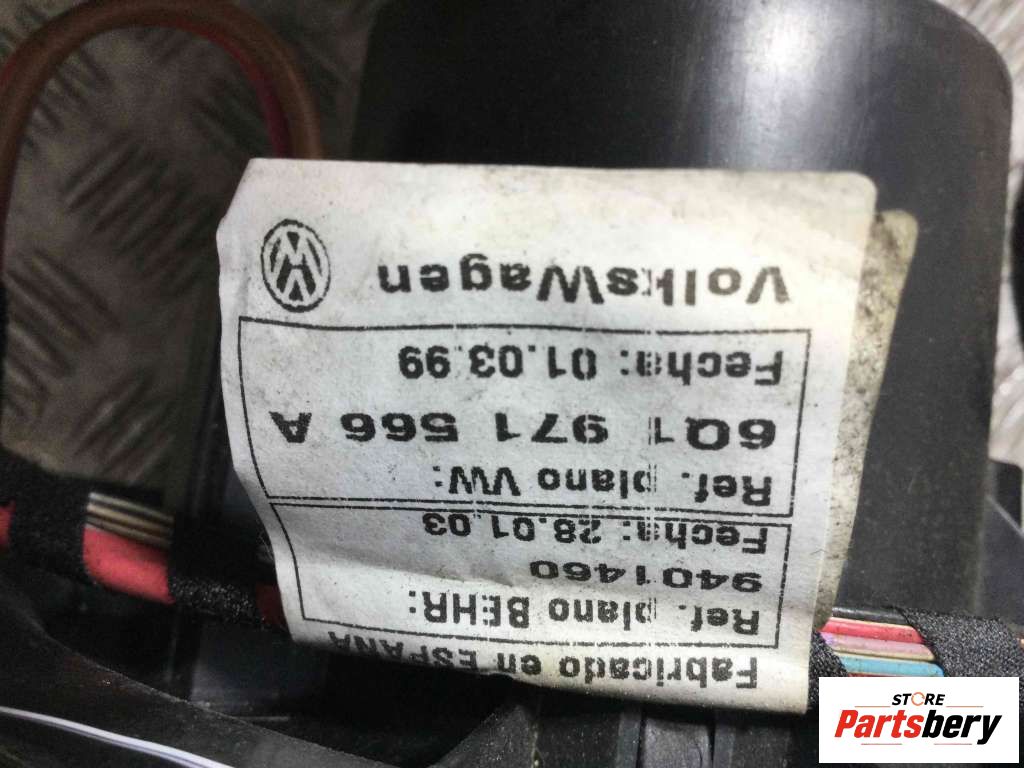 VolksWagen
Fecha: 01.03.99
6Q1 971 566 A
Ref. plano VW:
Fecha: 28.01.03
9401460
Ref. plano BEHR:
Fabricado en ESPAÑA
STORE
Partsbery